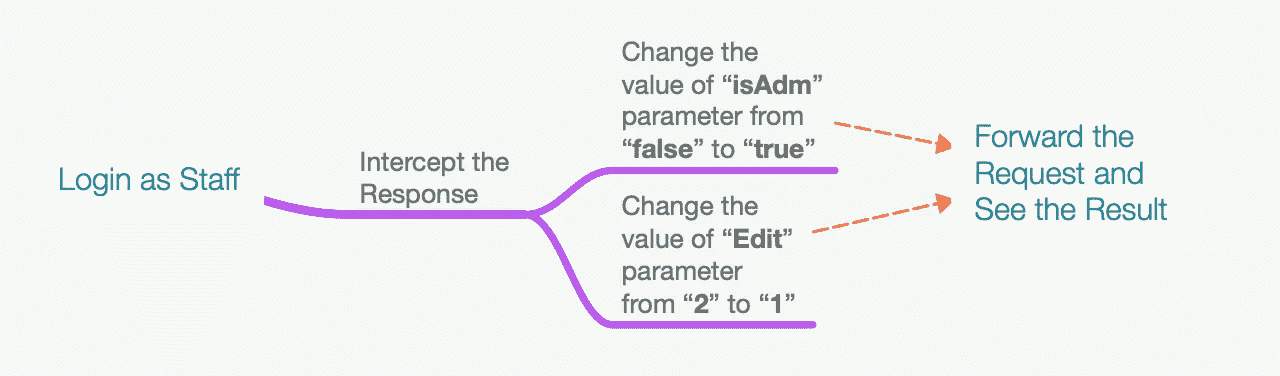 Login as Staff
Intercept the
Response
Change the
value of “isAdm”
parameter from
“false” to “true”
Change the
value of “Edit”
parameter
from “2” to “1”
Forward the
Request and
See the Result